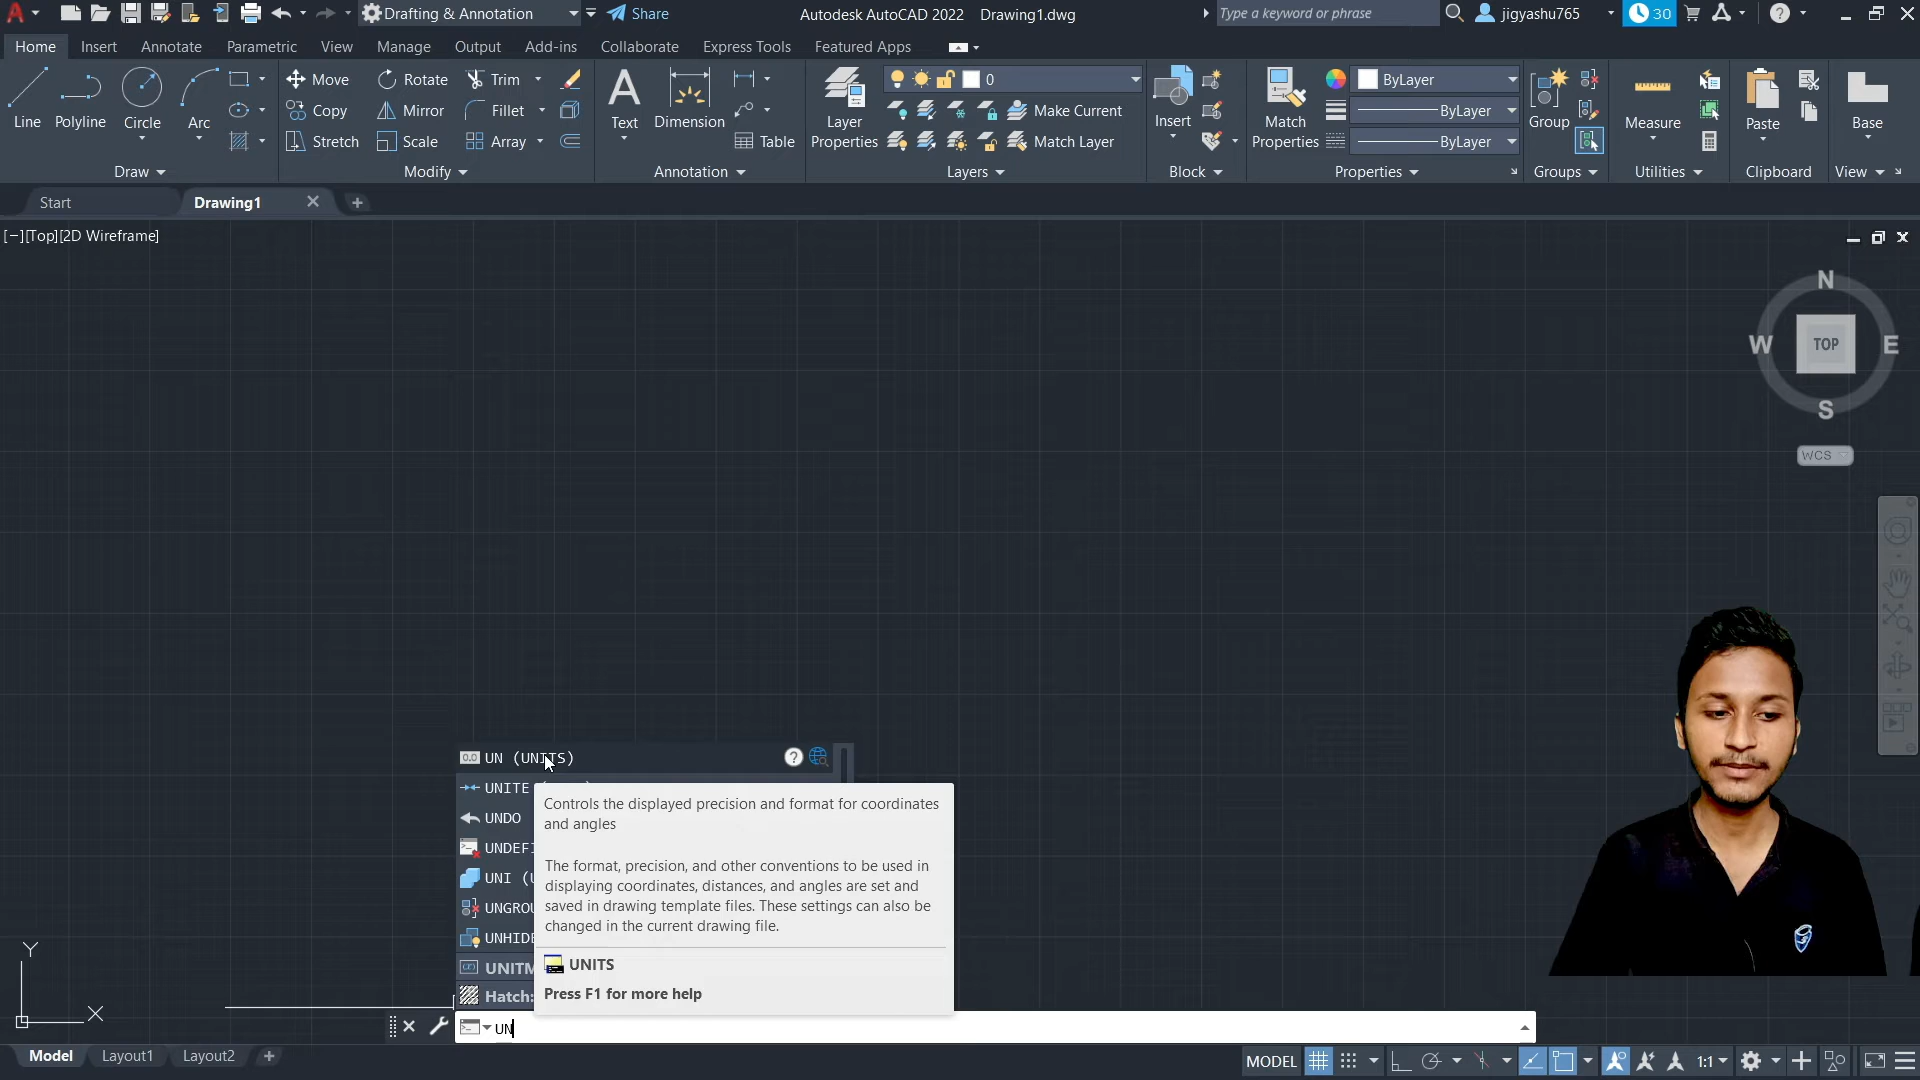 Drafting & Annotation
Share
Autodesk AutoCAD 2022 Drawing1.dwg
Type a keyword or phrase
jigyashu765
30
Home Insert Annotate Parametric View Manage Output Add-ins Collaborate Express Tools Featured Apps
Line
Polyline
Circle
Arc
Draw
Move Rotate Trim
Copy Mirror Fillet
Stretch Scale Array
Modify
Text
Dimension
Table
Annotation
Layer
Properties
0
Make Current
Match Layer
Layers
Insert
Block
Match
Properties
ByLayer
ByLayer
ByLayer
Properties
Group
Groups
Measure
Utilities
Paste
Clipboard
Base
View
Start Drawing1
[−][Top][2D Wireframe]
N
W TOP E
S
WCS
UN (UNITS)
UNITE
UNDO
UNDEFI
UNI (U
UNGROU
UNHIDE
UNITM
Hatch:
Controls the displayed precision and format for coordinates
and angles
The format, precision, and other conventions to be used in
displaying coordinates, distances, and angles are set and
saved in drawing template files. These settings can also be
changed in the current drawing file.
UNITS
Press F1 for more help
Y
X
UN
Model Layout1 Layout2
MODEL
1:1